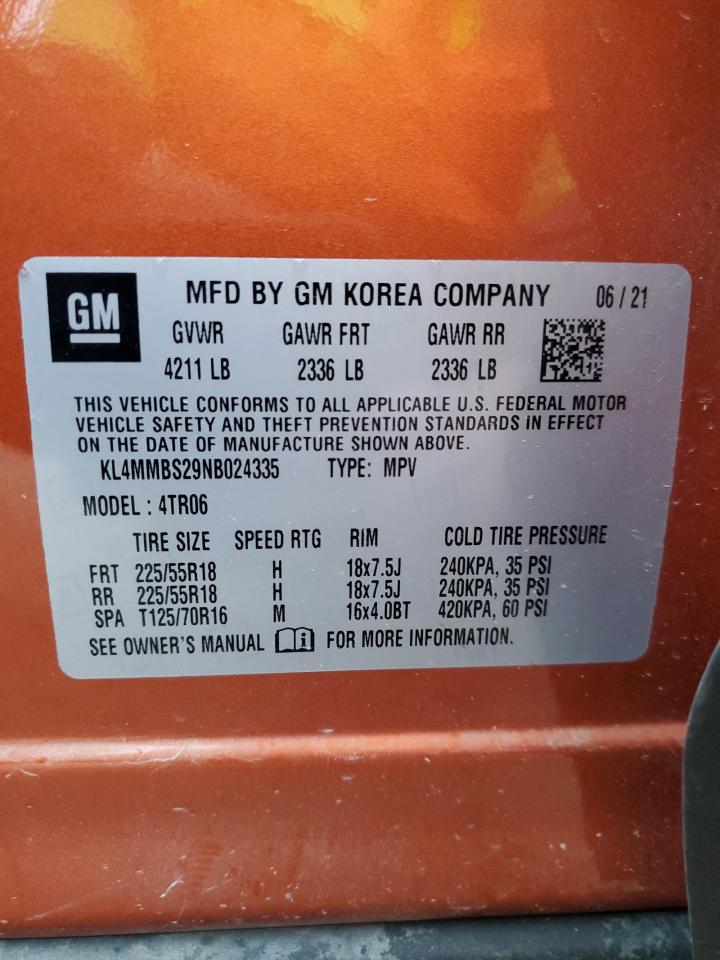 GM
MFD BY GM KOREA COMPANY 06 / 21
GVWR GAWR FRT GAWR RR
4211 LB 2336 LB 2336 LB
THIS VEHICLE CONFORMS TO ALL APPLICABLE U.S. FEDERAL MOTOR
VEHICLE SAFETY AND THEFT PREVENTION STANDARDS IN EFFECT
ON THE DATE OF MANUFACTURE SHOWN ABOVE.
KL4MMBS29NB024335 TYPE: MPV
MODEL : 4TR06
TIRE SIZE SPEED RTG RIM COLD TIRE PRESSURE
FRT 225/55R18 H 18x7.5J 240KPA, 35 PSI
RR 225/55R18 H 18x7.5J 240KPA, 35 PSI
SPA T125/70R16 M 16x4.0BT 420KPA, 60 PSI
SEE OWNER'S MANUAL i FOR MORE INFORMATION.